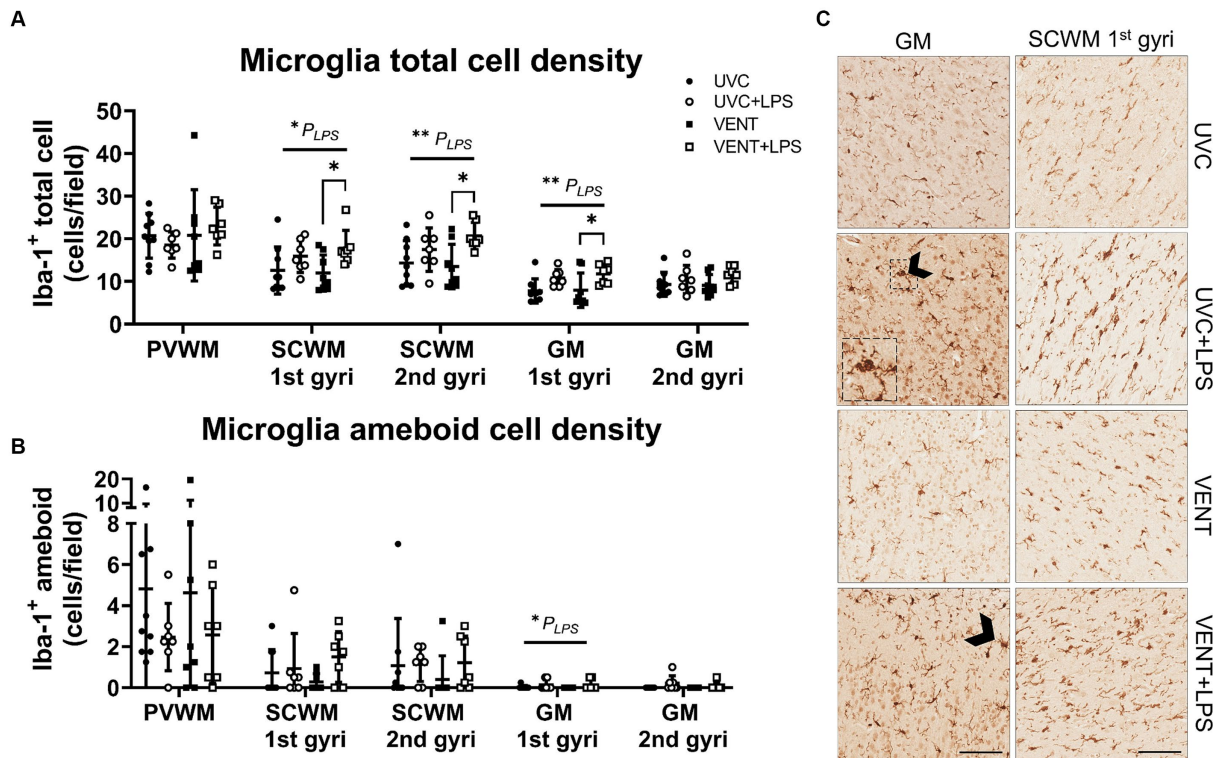 A
Microglia total cell density
UVC
UVC+LPS
VENT
VENT+LPS
Iba-1+ total cell
(cells/field)
50
40
30
20
10
0
* PLPS
*
** PLPS
*
** PLPS
*
PVWM
SCWM
1st gyri
SCWM
2nd gyri
GM
1st gyri
GM
2nd gyri
B
Microglia ameboid cell density
Iba-1+ ameboid
(cells/field)
20
10
8
6
4
2
0
* PLPS
PVWM
SCWM
1st gyri
SCWM
2nd gyri
GM
1st gyri
GM
2nd gyri
C
GM
SCWM 1st gyri
UVC
UVC+LPS
VENT
VENT+LPS